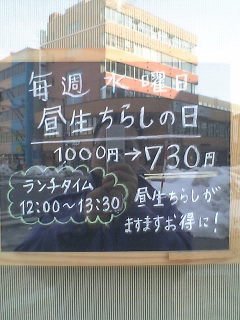 毎週水曜日
昼生ちらしの日
1000円→730円
ランチタイム
12:00～13:30
昼生ちらしが
ますますお得に!